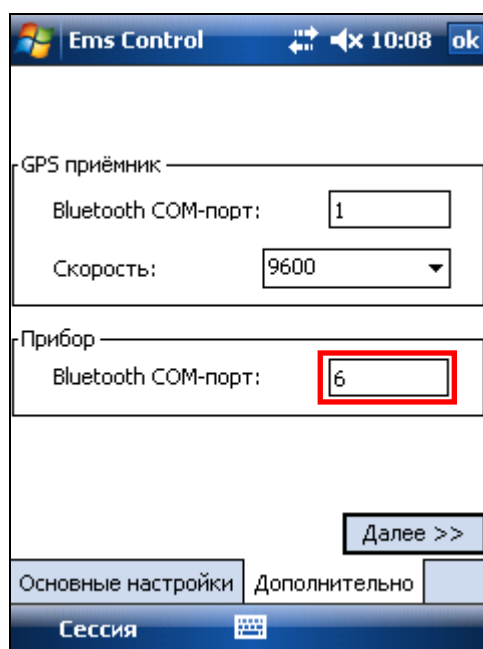 Ems Control 10:08 ok
GPS приёмник
Bluetooth COM-порт: 1
Скорость: 9600
Прибор
Bluetooth COM-порт: 6
Далее >>
Основные настройки Дополнительно
Сессия